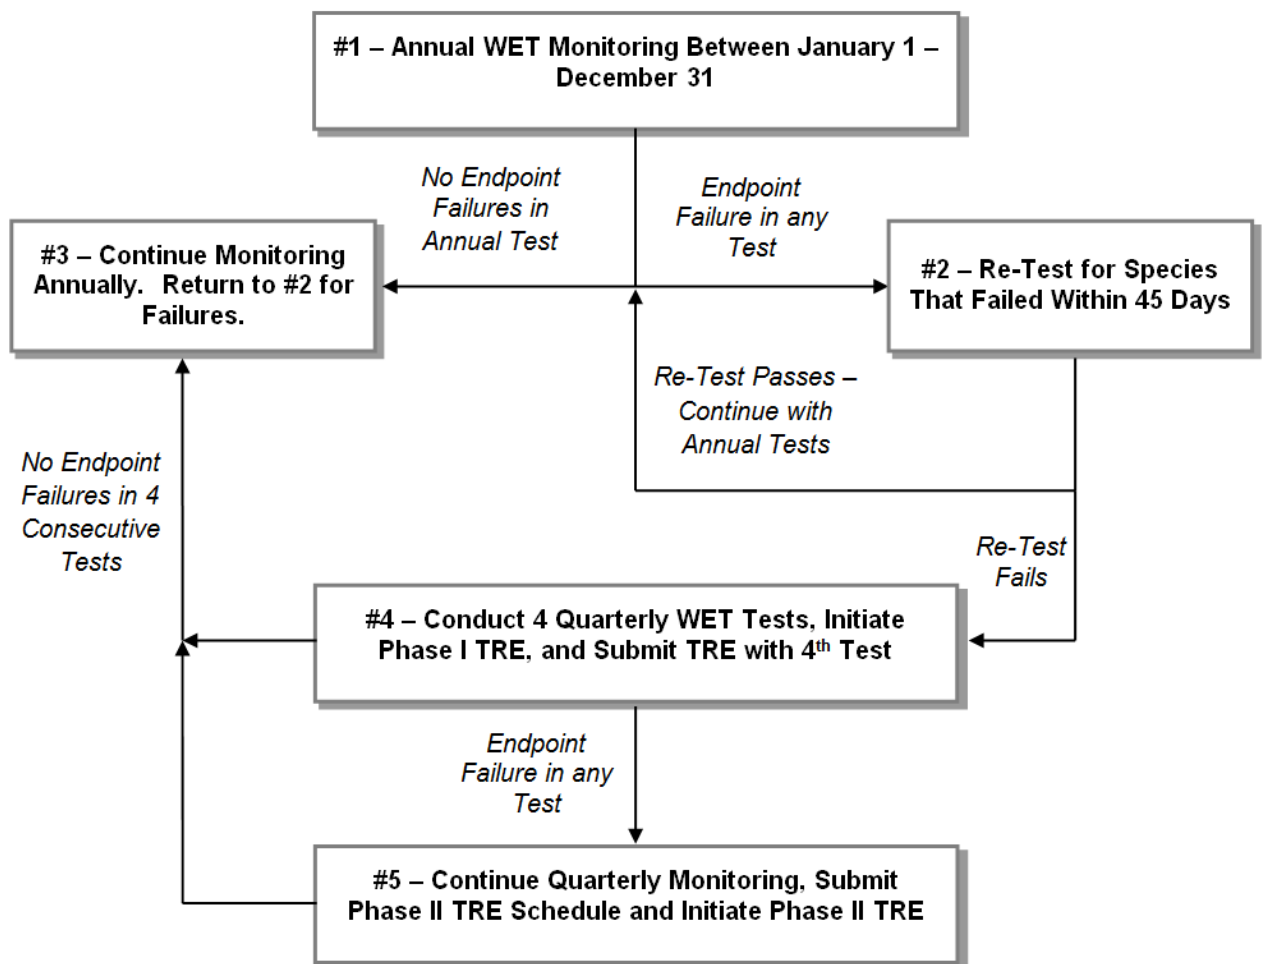 #1 – Annual WET Monitoring Between January 1 –
December 31
No Endpoint
Failures in
Annual Test
Endpoint
Failure in any
Test
#3 – Continue Monitoring
Annually.  Return to #2 for
Failures.
#2 – Re-Test for Species
That Failed Within 45 Days
Re-Test Passes –
Continue with
Annual Tests
No Endpoint
Failures in 4
Consecutive
Tests
Re-Test
Fails
#4 – Conduct 4 Quarterly WET Tests, Initiate
Phase I TRE, and Submit TRE with 4th Test
Endpoint
Failure in any
Test
#5 – Continue Quarterly Monitoring, Submit
Phase II TRE Schedule and Initiate Phase II TRE